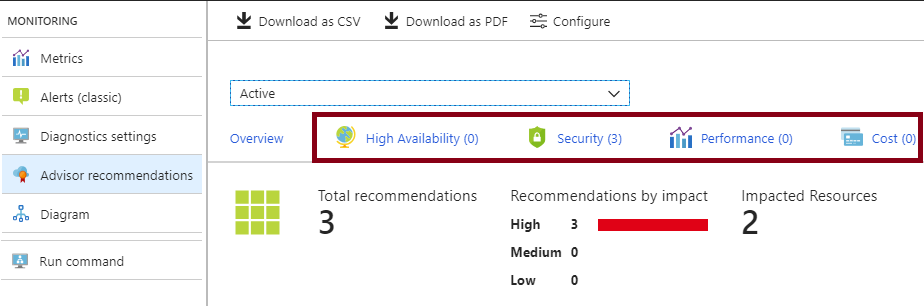 MONITORING
Metrics
Alerts (classic)
Diagnostics settings
Advisor recommendations
Diagram
Run command
Download as CSV Download as PDF Configure
Active
Overview High Availability (0) Security (3) Performance (0) Cost (0)
Total recommendations
3
Recommendations by impact
High 3
Medium 0
Low 0
Impacted Resources
2